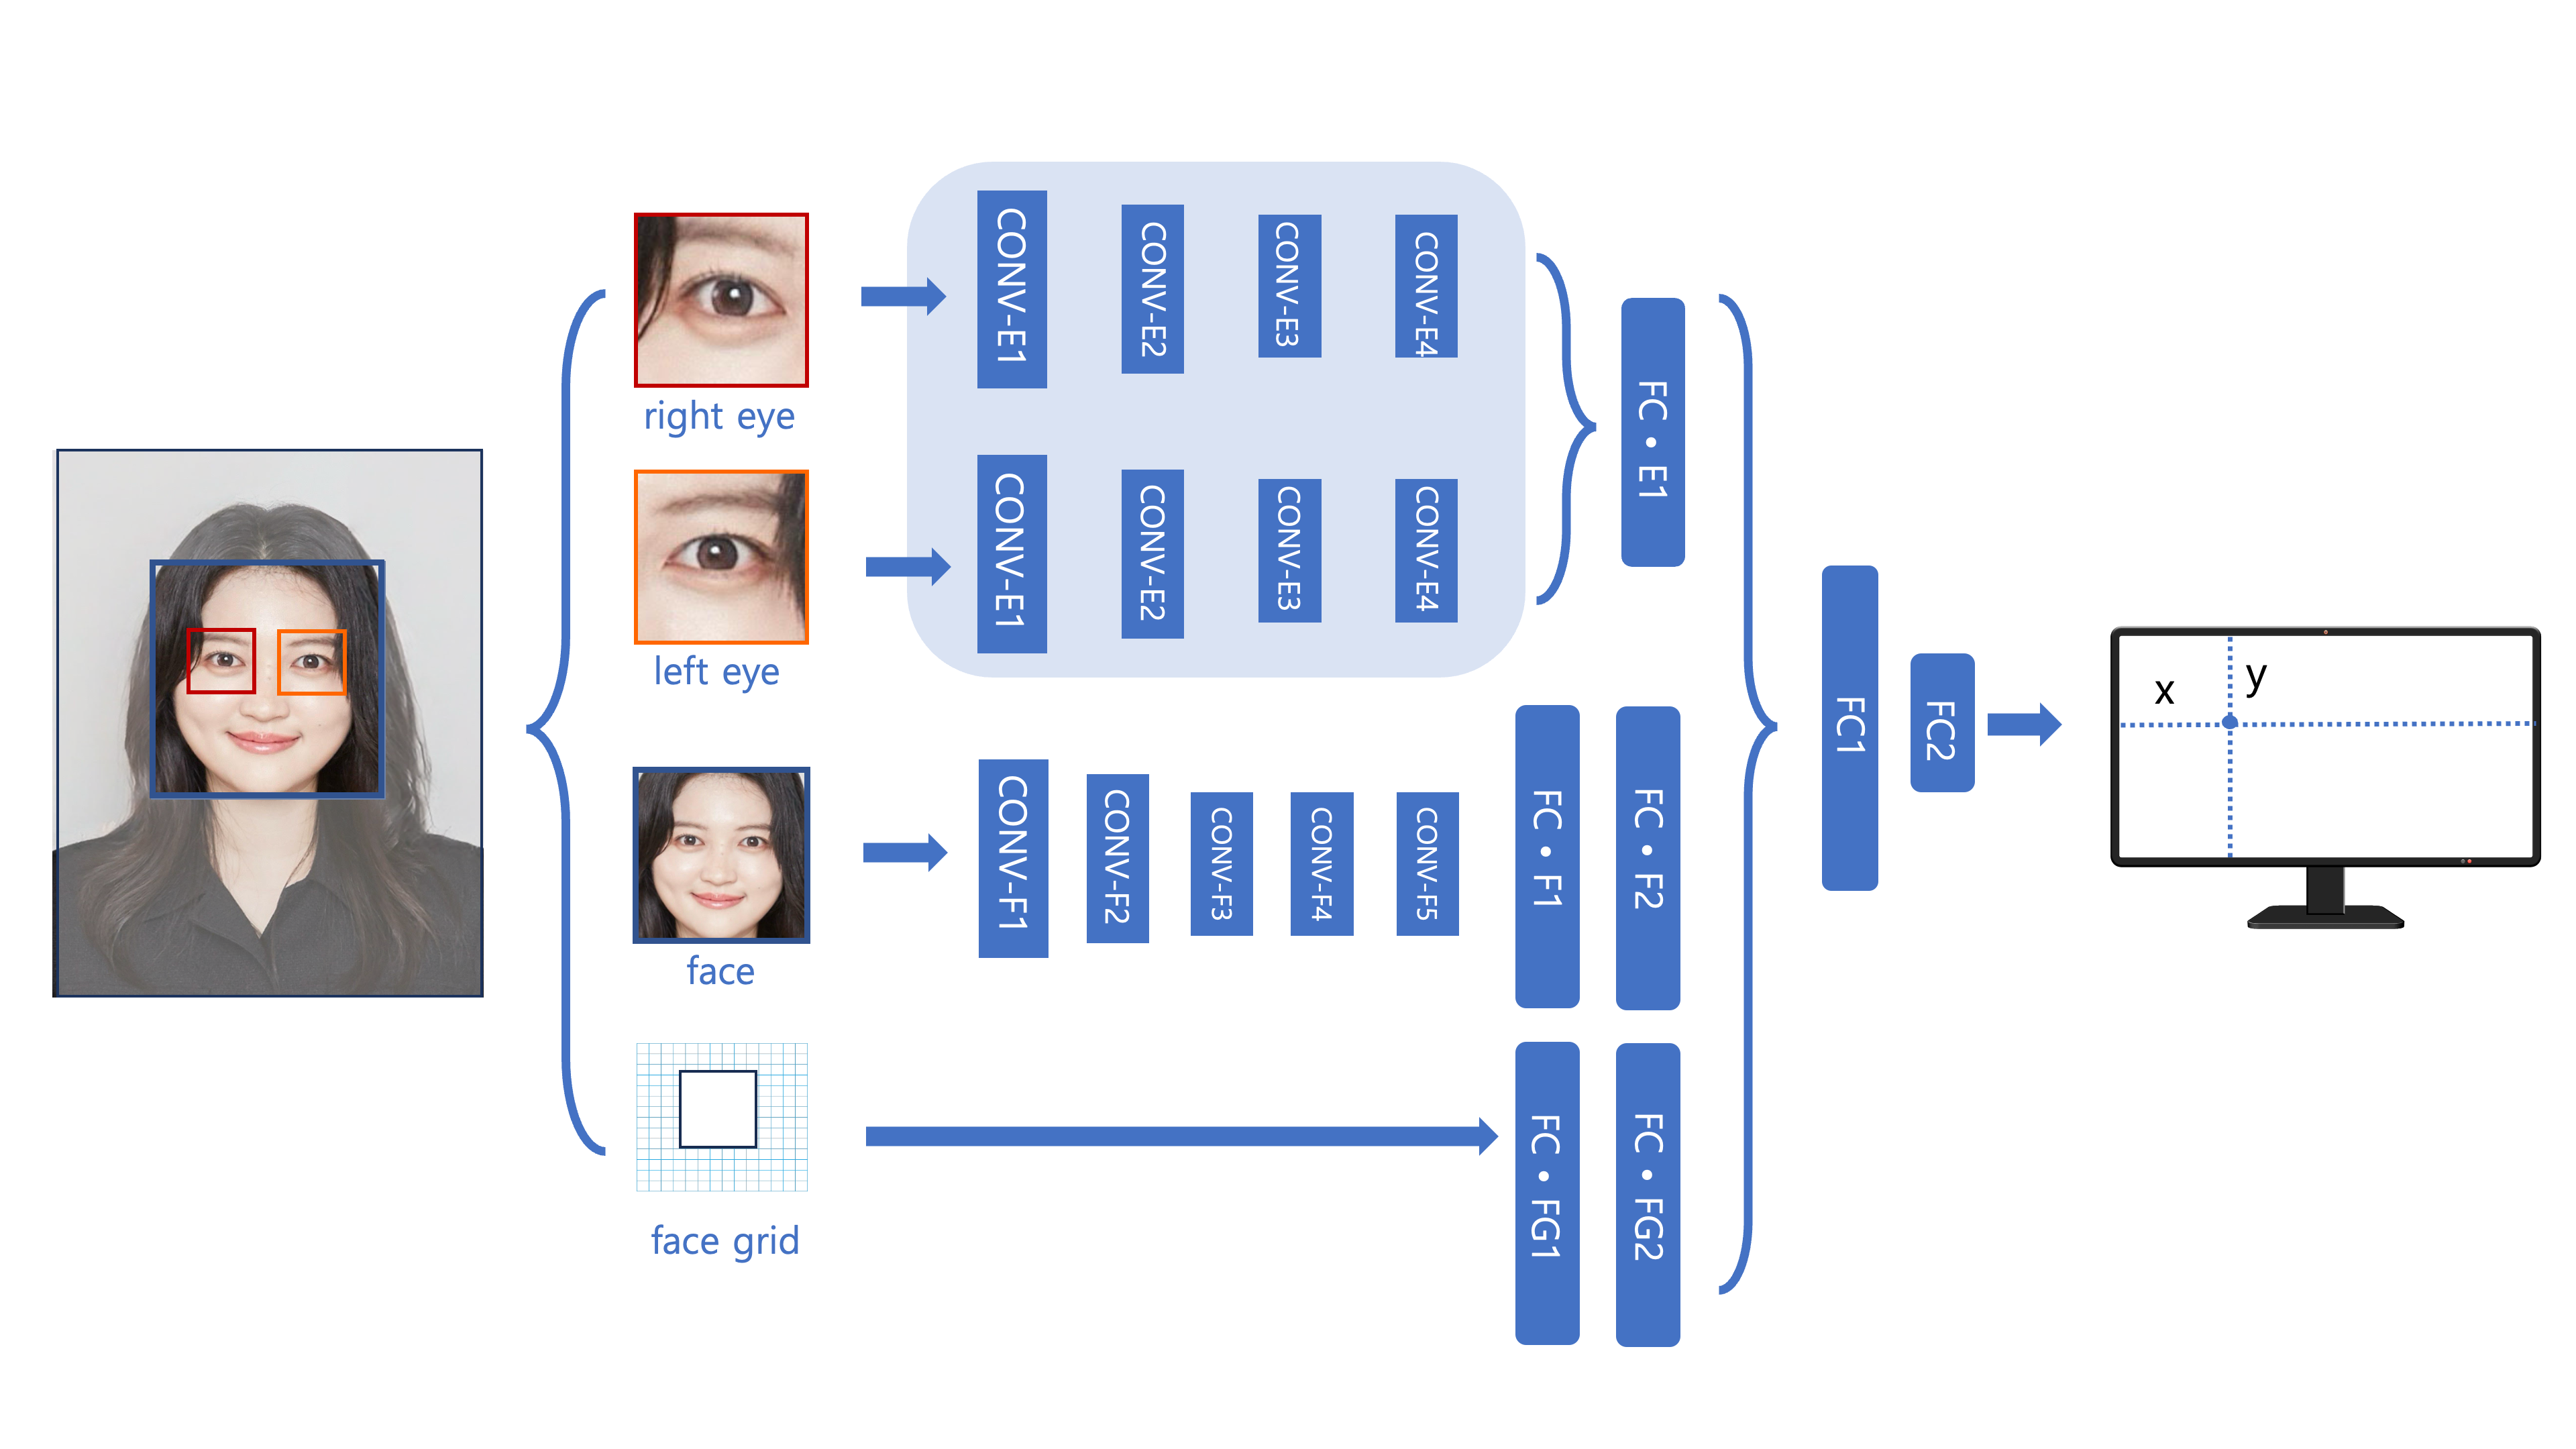 CONV-E1
CONV-E2
CONV-E3
CONV-E4
right eye
CONV-E1
CONV-E2
CONV-E3
CONV-E4
left eye
FC • E1
CONV-F1
CONV-F2
CONV-F3
CONV-F4
CONV-F5
FC • F1
FC • F2
face
FC • FG1
FC • FG2
face grid
FC1
FC2
x
y